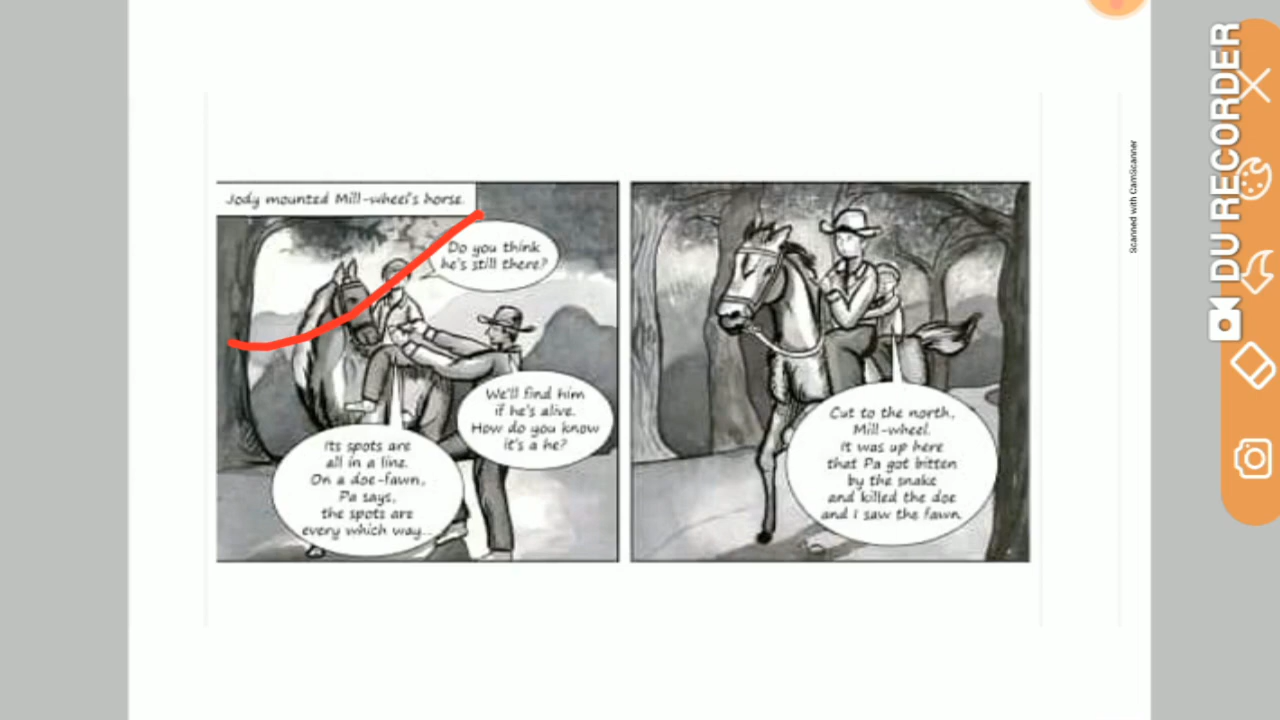 Jody mounted Mill-wheel's horse.
Do you think
he's still there?
We'll find him
if he's alive.
How do you know
it's a he?
Its spots are
all in a line.
On a doe-fawn,
Pa says,
the spots are
every which way...
Cut to the north,
Mill-wheel.
It was up here
that Pa got bitten
by the snake
and killed the doe
and I saw the fawn.
Scanned with CamScanner
DU RECORDER